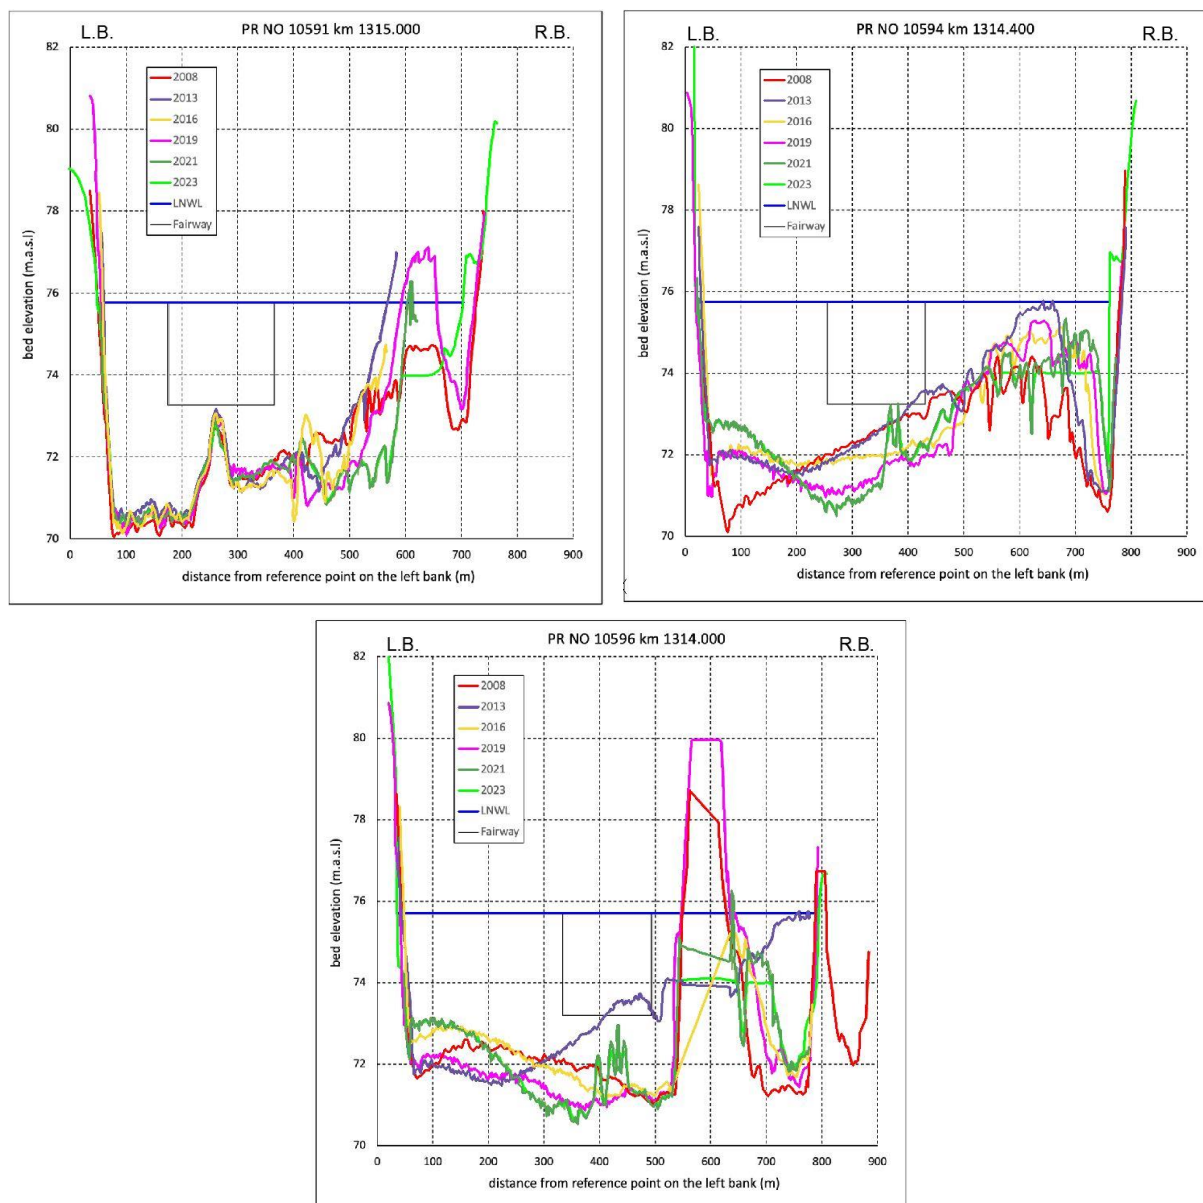 L.B.
PR NO 10591 km 1315.000
R.B.
82
80
78
76
74
72
70
bed elevation (m.a.s.l)
2008
2013
2016
2019
2021
2023
LNWL
Fairway
0 100 200 300 400 500 600 700 800 900
distance from reference point on the left bank (m)
L.B.
PR NO 10594 km 1314.400
R.B.
82
80
78
76
74
72
70
bed elevation (m.a.s.l)
2008
2013
2016
2019
2021
2023
LNWL
Fairway
0 100 200 300 400 500 600 700 800 900
distance from reference point on the left bank (m)
L.B.
PR NO 10596 km 1314.000
R.B.
82
80
78
76
74
72
70
bed elevation (m.a.s.l)
2008
2013
2016
2019
2021
2023
LNWL
Fairway
0 100 200 300 400 500 600 700 800 900
distance from reference point on the left bank (m)